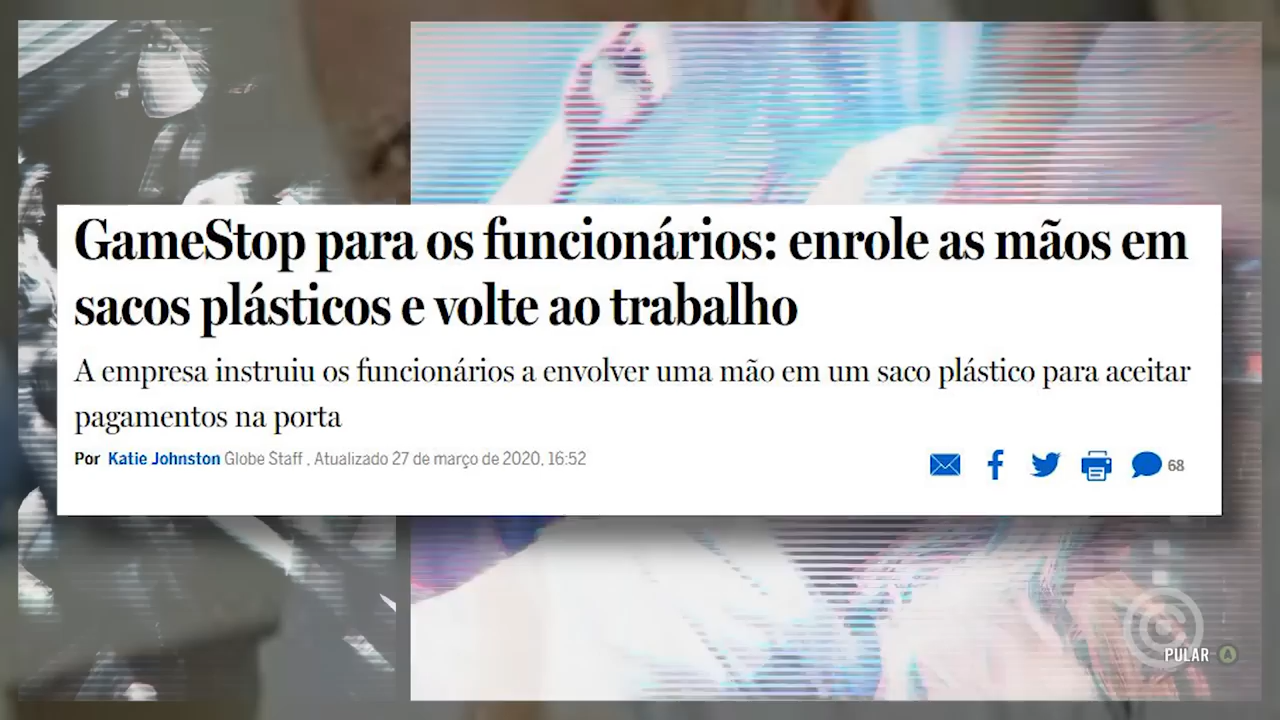 GameStop para os funcionários: enrole as mãos em
sacos plásticos e volte ao trabalho
A empresa instruiu os funcionários a envolver uma mão em um saco plástico para aceitar
pagamentos na porta
Por Katie Johnston Globe Staff , Atualizado 27 de março de 2020, 16:52
68
PULAR A